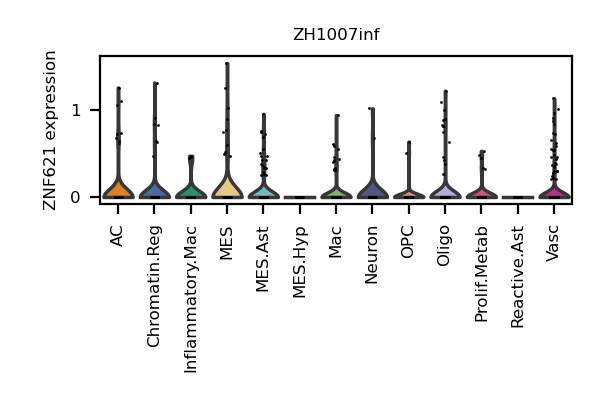 ZH1007inf
ZNF621 expression
1
0
AC
Chromatin.Reg
Inflammatory.Mac
MES
MES.Ast
MES.Hyp
Mac
Neuron
OPC
Oligo
Prolif.Metab
Reactive.Ast
Vasc